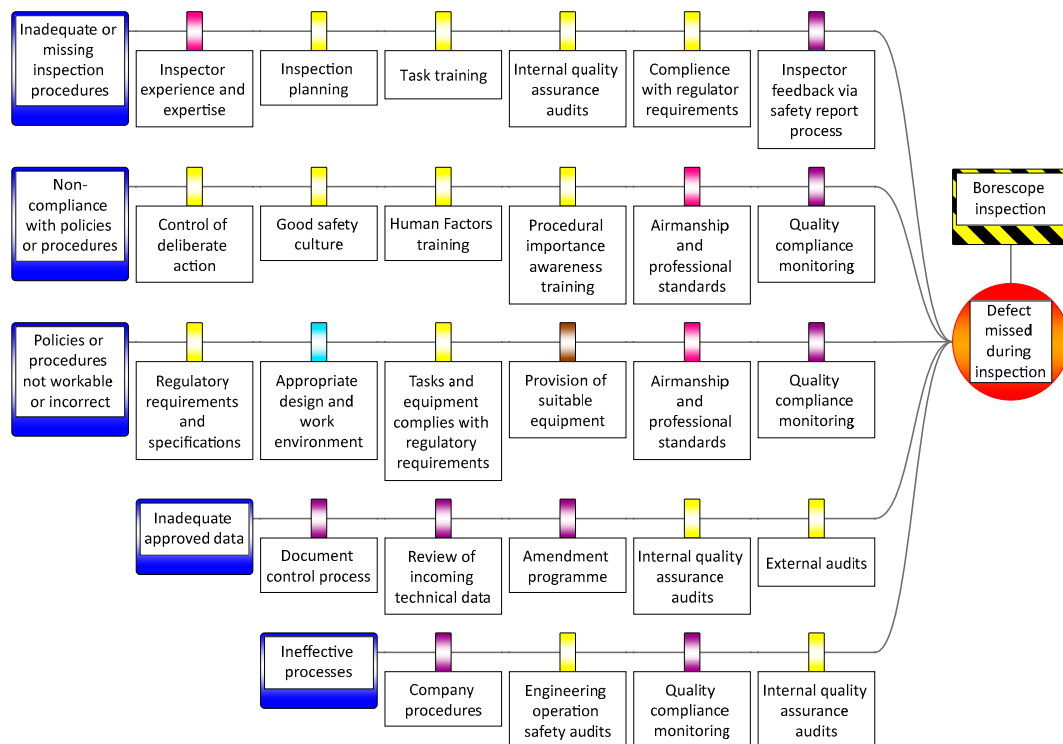 Inadequate or
missing
inspection
procedures
Inspector
experience and
expertise
Inspection
planning
Task training
Internal quality
assurance
audits
Complience
with regulator
requirements
Inspector
feedback via
safety report
process
Non-
compliance
with policies
or procedures
Control of
deliberate
action
Good safety
culture
Human Factors
training
Procedural
importance
awareness
training
Airmanship
and
professional
standards
Quality
compliance
monitoring
Borescope
inspection
Defect
missed
during
inspection
Policies or
procedures
not workable
or incorrect
Regulatory
requirements
and
specifications
Appropriate
design and
work
environment
Tasks and
equipment
complies with
regulatory
requirements
Provision of
suitable
equipment
Airmanship
and
professional
standards
Quality
compliance
monitoring
Inadequate
approved data
Document
control process
Review of
incoming
technical data
Amendment
programme
Internal quality
assurance
audits
External audits
Ineffective
processes
Company
procedures
Engineering
operation
safety audits
Quality
compliance
monitoring
Internal quality
assurance
audits